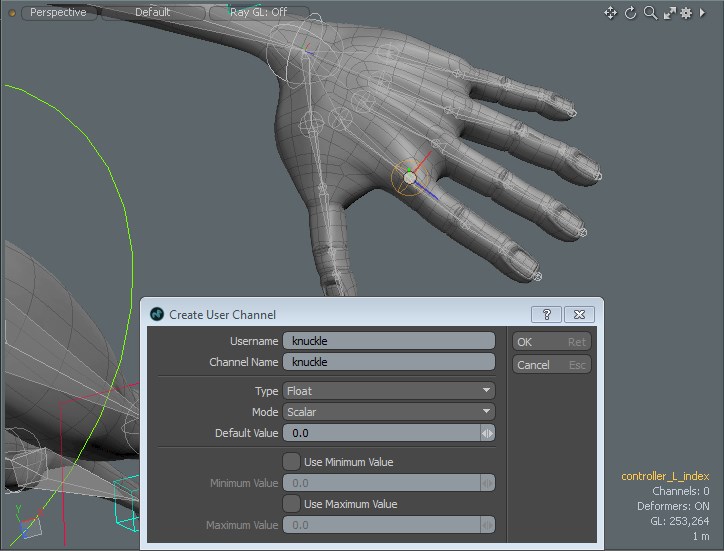 Perspective Default Ray GL: Off
Create User Channel
?
Username knuckle
OK Ret
Channel Name knuckle
Cancel Esc
Type Float
Mode Scalar
Default Value 0.0
Use Minimum Value
Minimum Value 0.0
Use Maximum Value
Maximum Value 0.0
controller_L_index
Channels: 0
Deformers: ON
GL: 253,264
1 m
Y